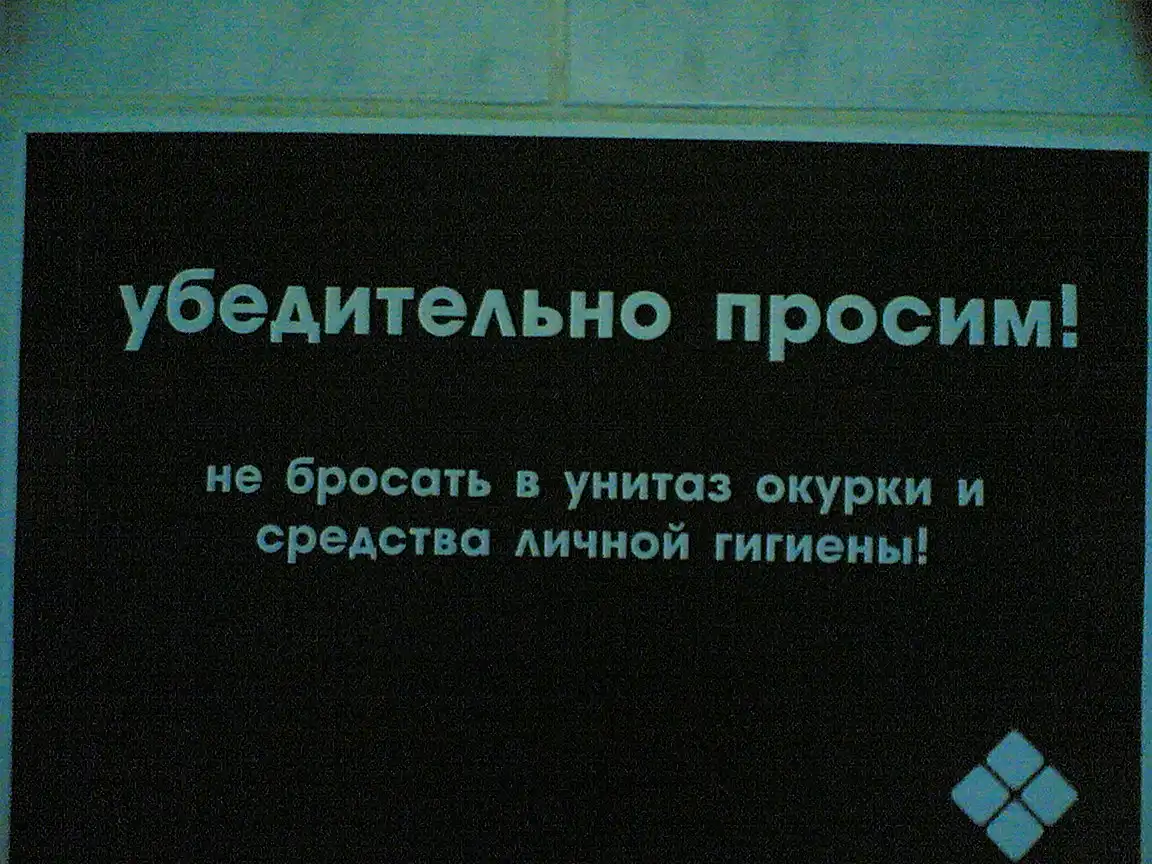 убедительно просим!
не бросать в унитаз окурки и
средства личной гигиены!